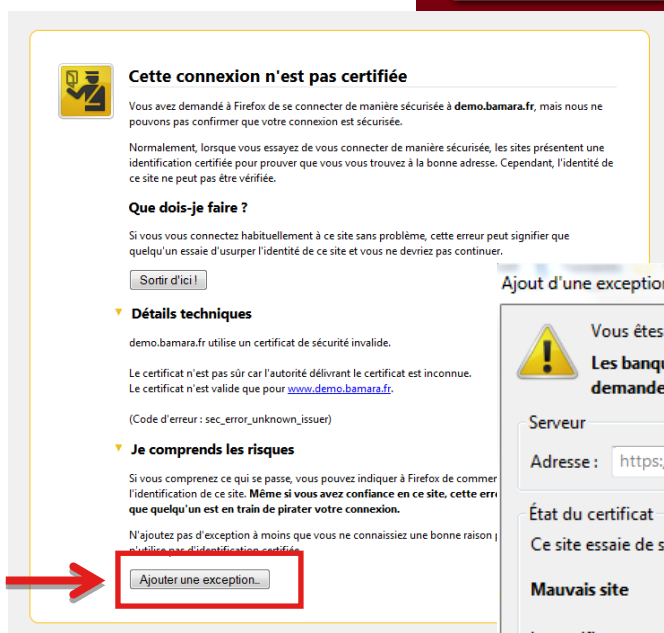 Cette connexion n'est pas certifiée
Vous avez demandé à Firefox de se connecter de manière sécurisée à demo.bamara.fr, mais nous ne
pouvons pas confirmer que votre connexion est sécurisée.
Normalement, lorsque vous essayez de vous connecter de manière sécurisée, les sites présentent une
identification certifiée pour prouver que vous vous trouvez à la bonne adresse. Cependant, l'identité de
ce site ne peut pas être vérifiée.
Que dois-je faire ?
Si vous vous connectez habituellement à ce site sans problème, cette erreur peut signifier que
quelqu'un essaie d'usurper l'identité de ce site et vous ne devriez pas continuer.
Sortir d'ici !
Détails techniques
demo.bamara.fr utilise un certificat de sécurité invalide.
Le certificat n'est pas sûr car l'autorité délivrant le certificat est inconnue.
Le certificat n'est valide que pour www.demo.bamara.fr.
(Code d'erreur : sec_error_unknown_issuer)
Je comprends les risques
Si vous comprenez ce qui se passe, vous pouvez indiquer à Firefox de commer
l'identification de ce site. Même si vous avez confiance en ce site, cette erre
que quelqu'un est en train de pirater votre connexion.
N'ajoutez pas d'exception à moins que vous ne connaissiez une bonne raison p
n'utilise pas d'identification certifiée.
Ajouter une exception...
Ajout d'une exception
Vous êtes
Les banqu
demande
Serveur
Adresse : https:
État du certificat
Ce site essaie de s
Mauvais site